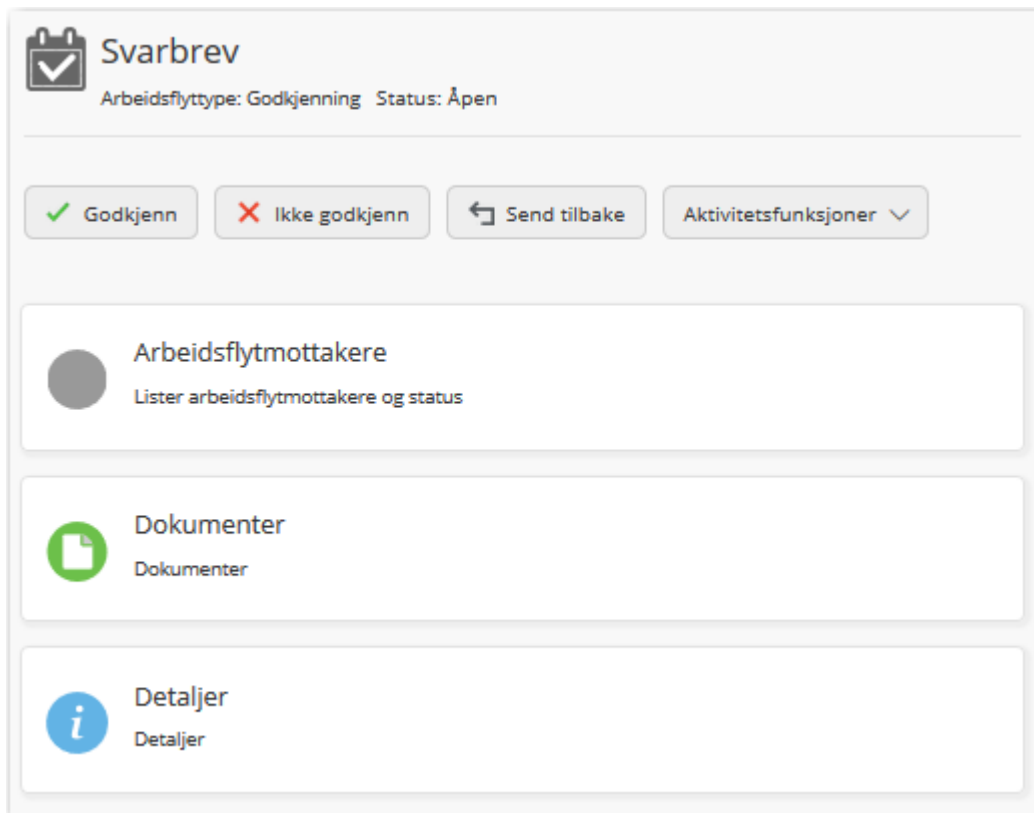 Svarbrev
Arbeidsflyttype: Godkjenning Status: Åpen
Godkjenn Ikke godkjenn Send tilbake Aktivitetsfunksjoner
Arbeidsflytmottakere
Lister arbeidsflytmottakere og status
Dokumenter
Dokumenter
Detaljer
Detaljer